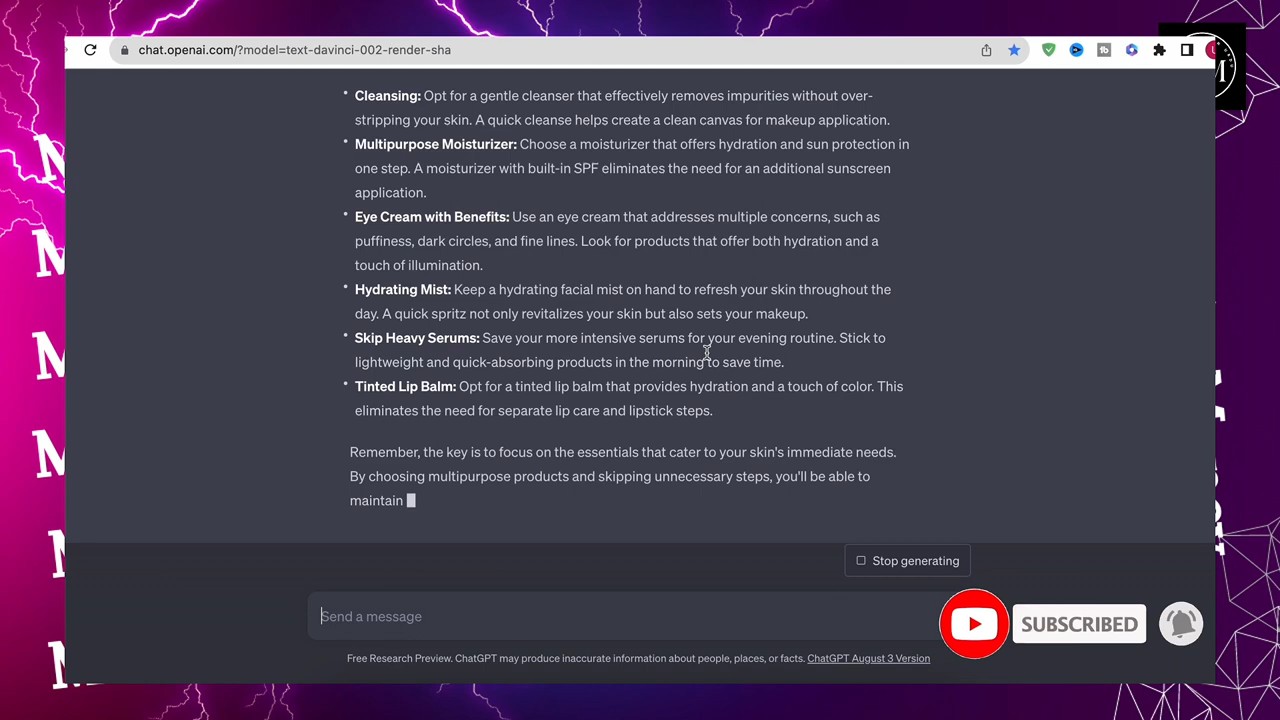 chat.openai.com/?model=text-davinci-002-render-sha
Cleansing: Opt for a gentle cleanser that effectively removes impurities without over-
stripping your skin. A quick cleanse helps create a clean canvas for makeup application.
Multipurpose Moisturizer: Choose a moisturizer that offers hydration and sun protection in
one step. A moisturizer with built-in SPF eliminates the need for an additional sunscreen
application.
Eye Cream with Benefits: Use an eye cream that addresses multiple concerns, such as
puffiness, dark circles, and fine lines. Look for products that offer both hydration and a
touch of illumination.
Hydrating Mist: Keep a hydrating facial mist on hand to refresh your skin throughout the
day. A quick spritz not only revitalizes your skin but also sets your makeup.
Skip Heavy Serums: Save your more intensive serums for your evening routine. Stick to
lightweight and quick-absorbing products in the morning to save time.
Tinted Lip Balm: Opt for a tinted lip balm that provides hydration and a touch of color. This
eliminates the need for separate lip care and lipstick steps.
Remember, the key is to focus on the essentials that cater to your skin's immediate needs.
By choosing multipurpose products and skipping unnecessary steps, you'll be able to
maintain
Stop generating
Send a message
SUBSCRIBED
Free Research Preview. ChatGPT may produce inaccurate information about people, places, or facts. ChatGPT August 3 Version